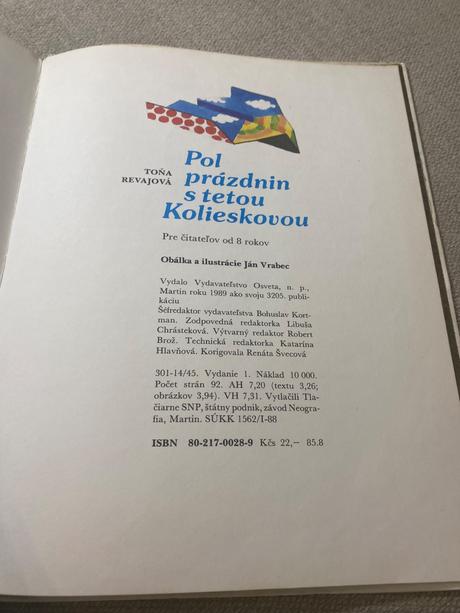 TOŇA
REVAJOVÁ
Pol
prázdnin
s tetou
Kolieskovou
Pre čitateľov od 8 rokov
Obálka a ilustrácie Ján Vrabec
Vydalo Vydavateľstvo Osveta, n. p.,
Martin roku 1989 ako svoju 3205. publi-
káciu
Šéfredaktor vydavateľstva Bohuslav Kort-
man. Zodpovedná redaktorka Libuša
Chrásteková. Výtvarný redaktor Robert
Brož. Technická redaktorka Katarína
Hlavňová. Korigovala Renáta Švecová
301-14/45. Vydanie 1. Náklad 10 000.
Počet strán 92. AH 7,20 (textu 3,26;
obrázkov 3,94). VH 7,31. Vytlačili Tla-
čiarne SNP, štátny podnik, závod Neogra-
fia, Martin. SÚKK 1562/I-88
ISBN 80-217-0028-9 Kčs 22,– 85.8